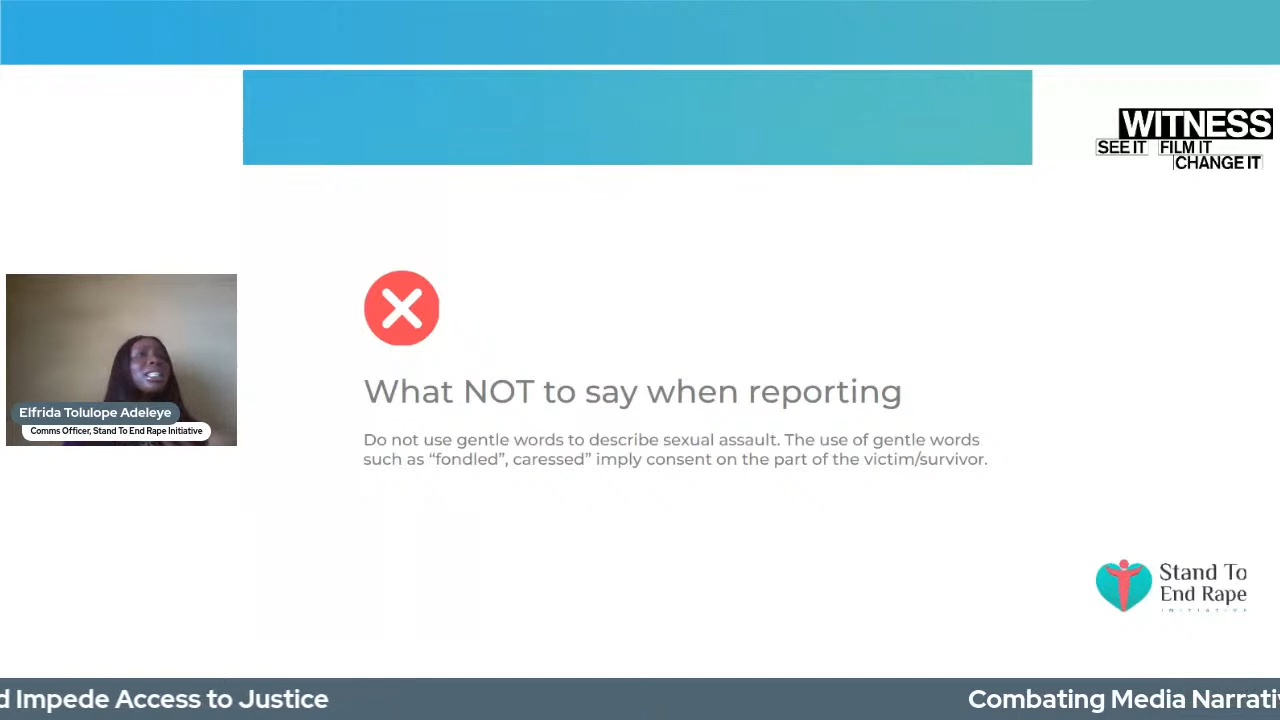 WITNESS
SEE IT FILM IT
CHANGE IT
What NOT to say when reporting
Do not use gentle words to describe sexual assault. The use of gentle words
such as “fondled”, caressed” imply consent on the part of the victim/survivor.
Elfrida Tolulope Adeleye
Comms Officer, Stand To End Rape Initiative
Stand To
End Rape
INITIATIVE
d Impede Access to Justice
Combating Media Narrativ